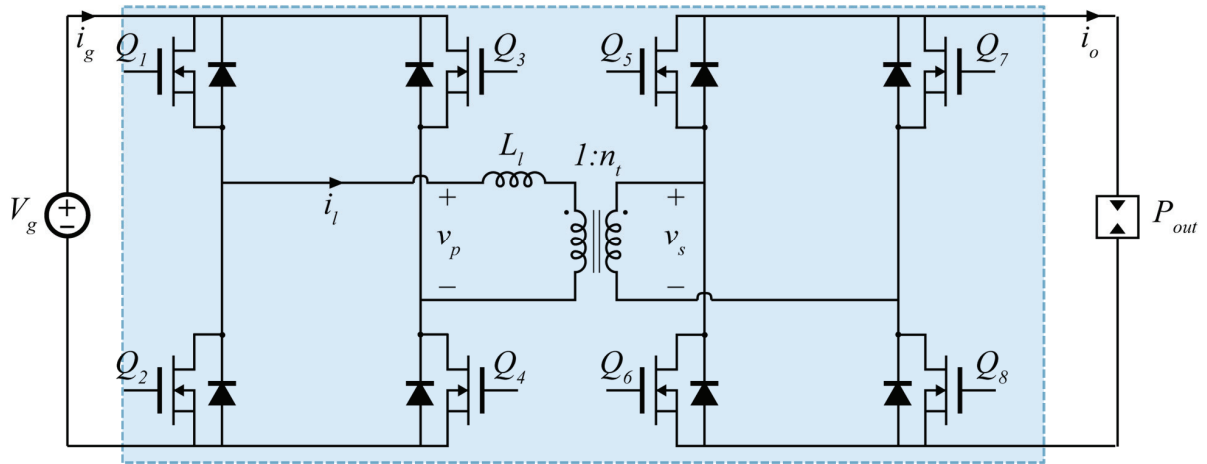 i_g
Q_1
Q_3
Q_5
Q_7
i_o
L_l
1:n_t
V_g
+
−
i_l
+
v_p
−
+
v_s
−
P_out
Q_2
Q_4
Q_6
Q_8